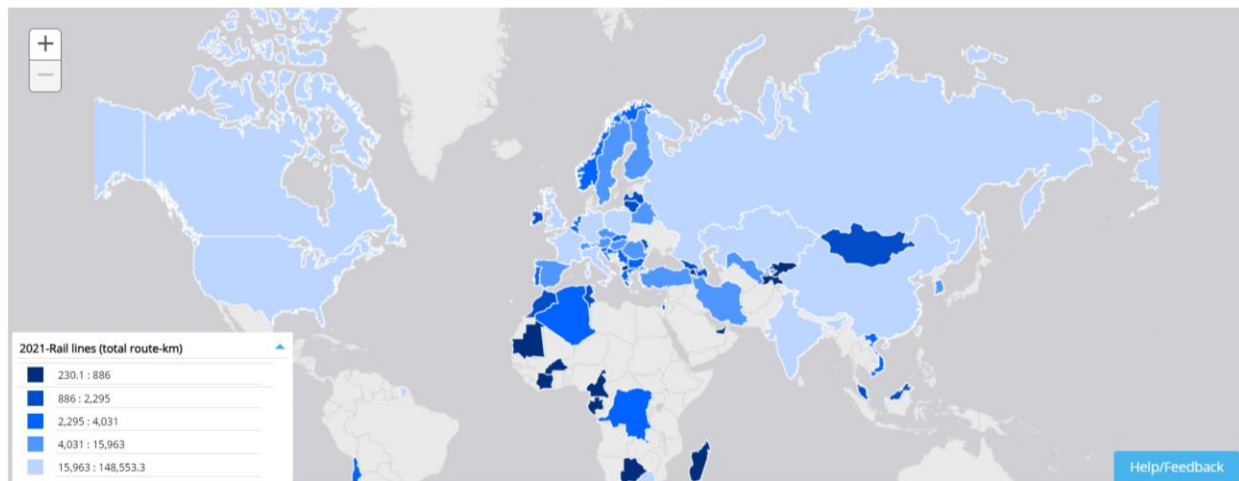 +
−
2021-Rail lines (total route-km)
230.1 : 886
886 : 2,295
2,295 : 4,031
4,031 : 15,963
15,963 : 148,553.3
Help/Feedback